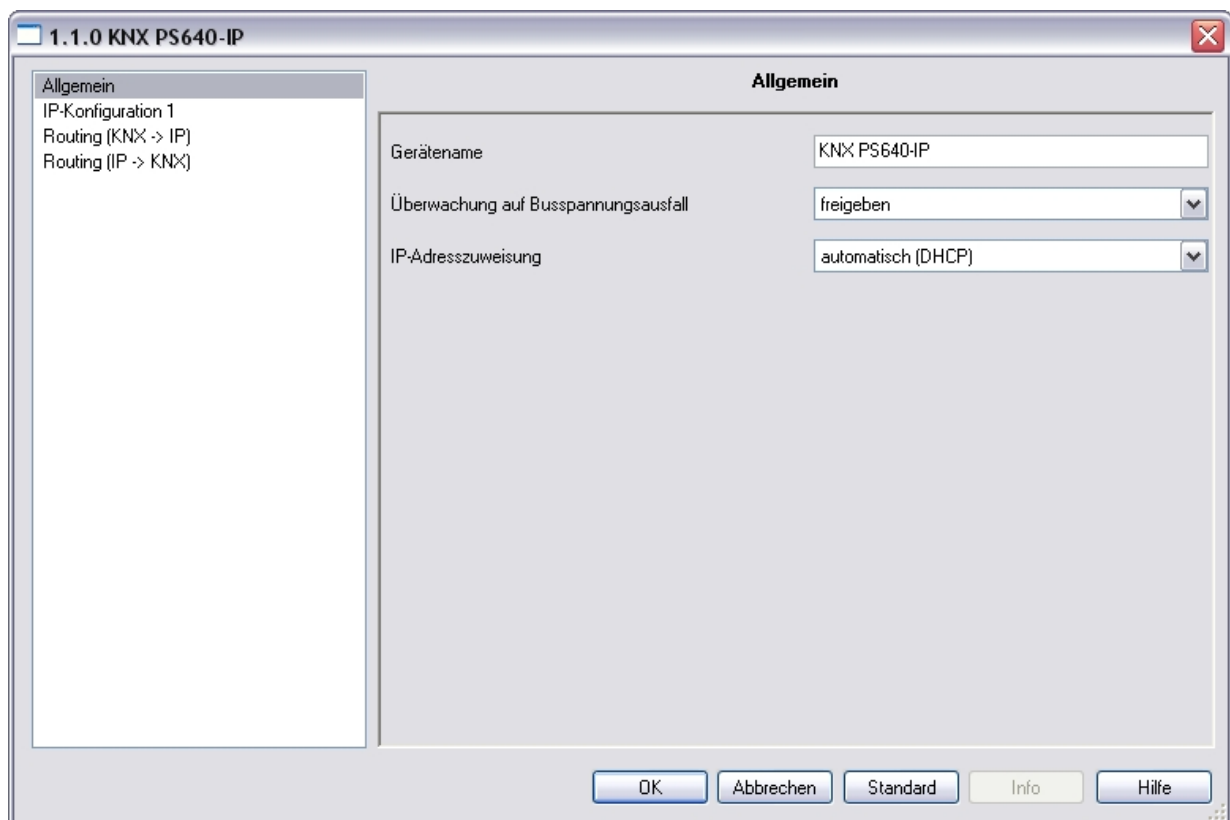 1.1.0 KNX PS640-IP
Allgemein
IP-Konfiguration 1
Routing (KNX -> IP)
Routing (IP -> KNX)
Allgemein
Gerätename
KNX PS640-IP
Überwachung auf Busspannungsausfall
freigeben
IP-Adresszuweisung
automatisch (DHCP)
OK
Abbrechen
Standard
Info
Hilfe